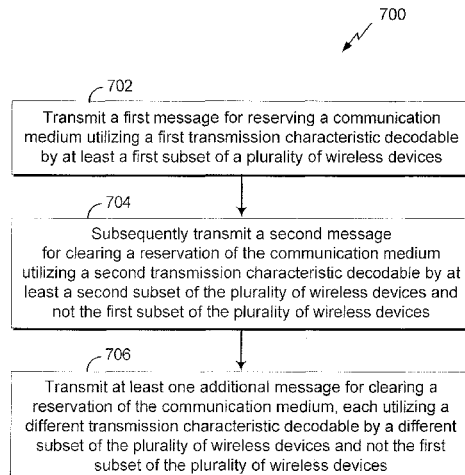 700
702
Transmit a first message for reserving a communication
medium utilizing a first transmission characteristic decodable
by at least a first subset of a plurality of wireless devices
704
Subsequently transmit a second message
for clearing a reservation of the communication medium
utilizing a second transmission characteristic decodable by at
least a second subset of the plurality of wireless devices and
not the first subset of the plurality of wireless devices
706
Transmit at least one additional message for clearing a
reservation of the communication medium, each utilizing a
different transmission characteristic decodable by a different
subset of the plurality of wireless devices and not the first
subset of the plurality of wireless devices